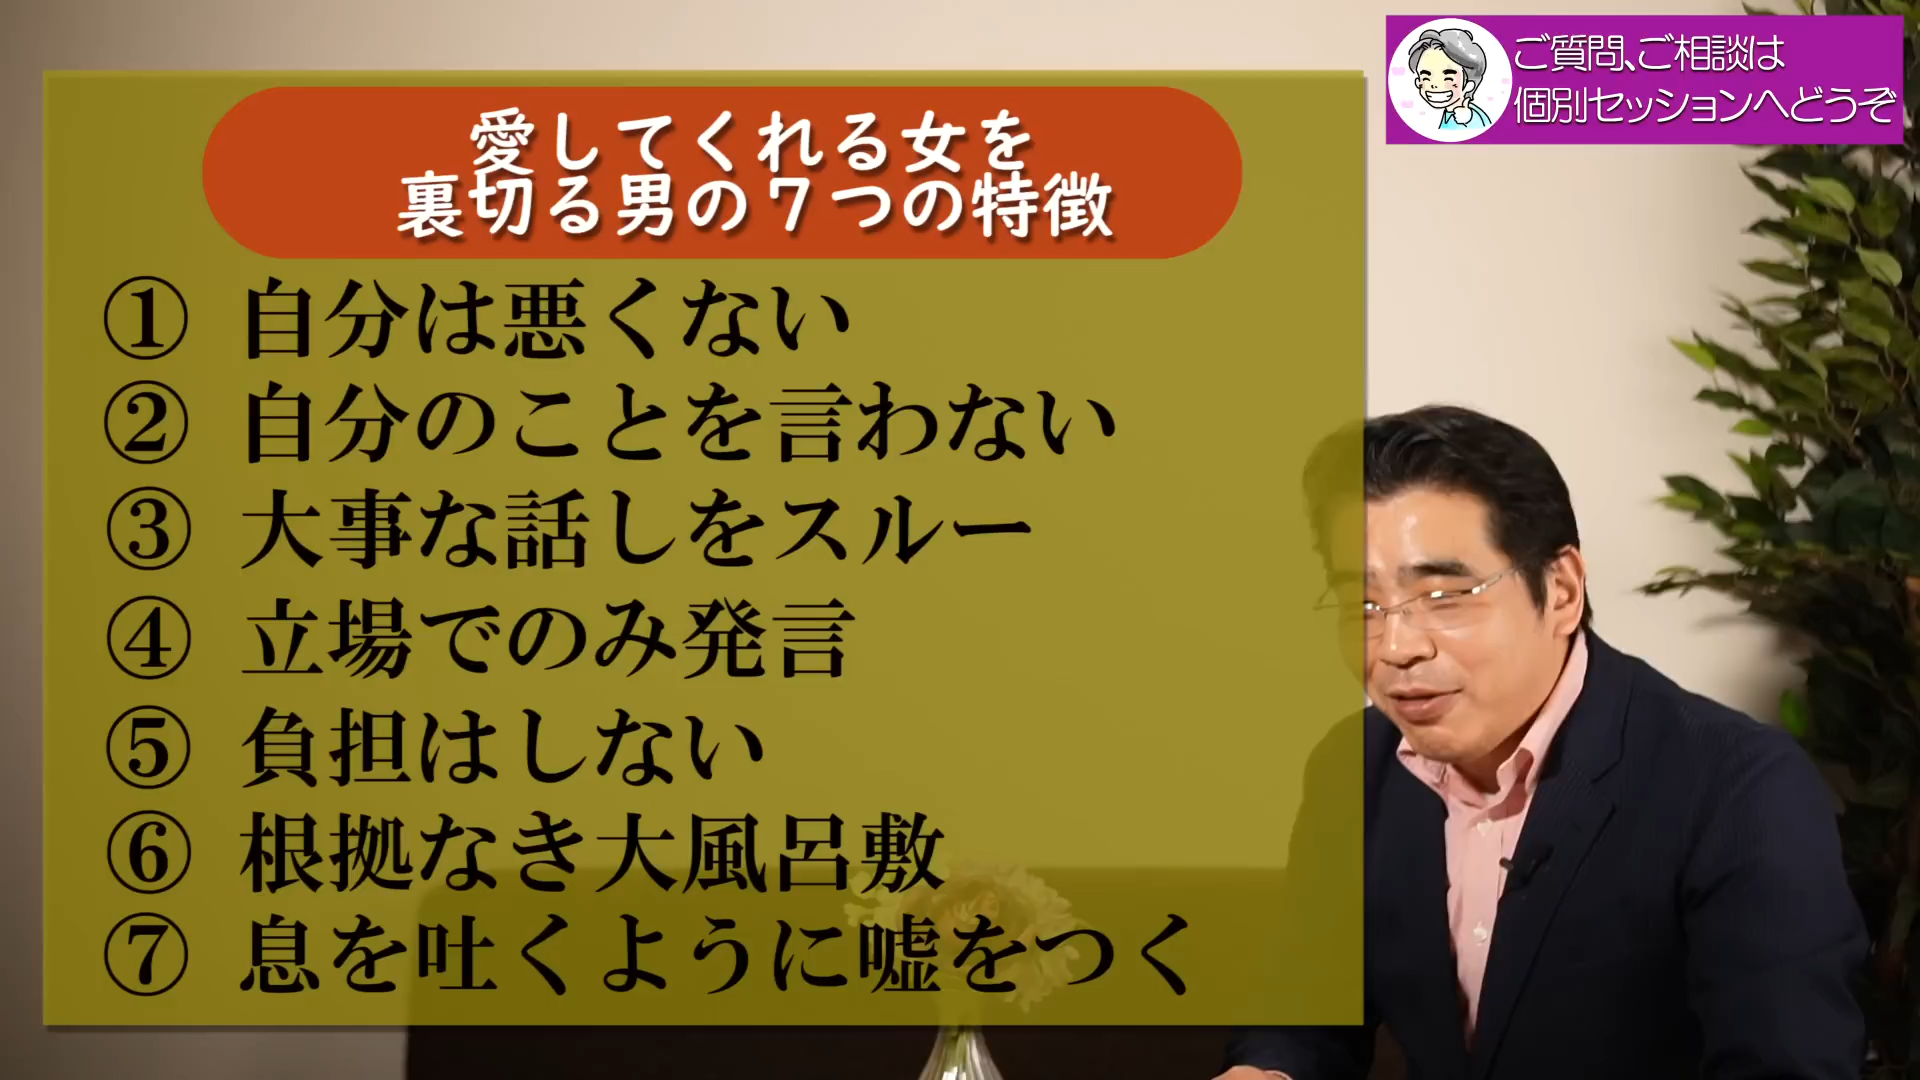 ご質問、ご相談は
個別セッションへどうぞ
愛してくれる女を
裏切る男の７つの特徴
① 自分は悪くない
② 自分のことを言わない
③ 大事な話しをスルー
④ 立場でのみ発言
⑤ 負担はしない
⑥ 根拠なき大風呂敷
⑦ 息を吐くように嘘をつく